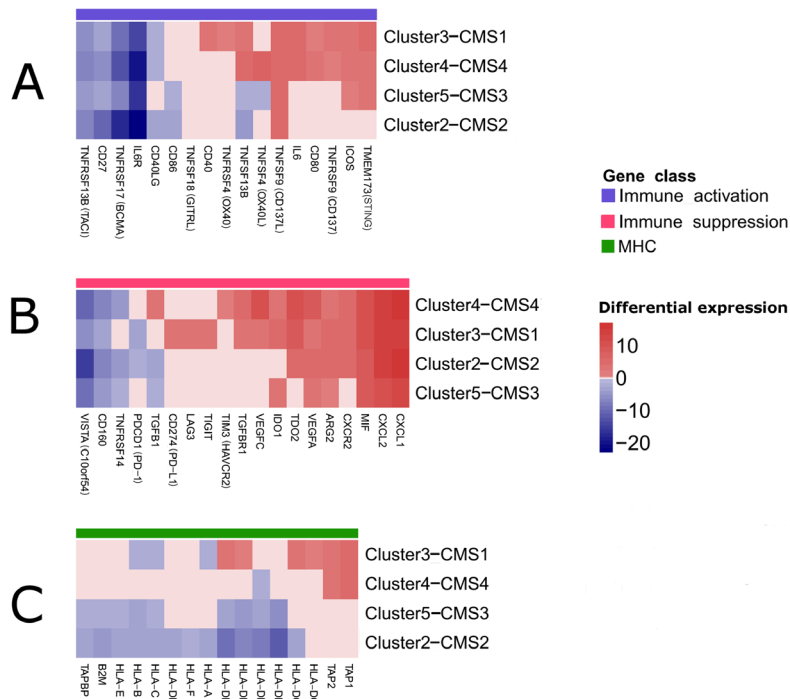 A
Cluster3−CMS1
Cluster4−CMS4
Cluster5−CMS3
Cluster2−CMS2
TNFRSF13B (TACI)
CD27
TNFRSF17 (BCMA)
IL6R
CD40LG
CD86
TNFSF18 (GITRL)
CD40
TNFRSF4 (OX40)
TNFSF13B
TNFSF4 (OX40L)
TNFSF9 (CD137L)
IL6
CD80
TNFRSF9 (CD137)
ICOS
TMEM173(STING)
Gene class
Immune activation
Immune suppression
MHC
B
Cluster4−CMS4
Cluster3−CMS1
Cluster2−CMS2
Cluster5−CMS3
VISTA (C10orf54)
CD160
TNFRSF14
PDCD1 (PD−1)
TGFB1
CD274 (PD−L1)
LAG3
TIGIT
TIM3 (HAVCR2)
TGFBR1
VEGFC
IDO1
TDO2
VEGFA
ARG2
CXCR2
MIF
CXCL2
CXCL1
Differential expression
10
0
−10
−20
C
Cluster3−CMS1
Cluster4−CMS4
Cluster5−CMS3
Cluster2−CMS2
TAPBP
B2M
HLA−E
HLA−B
HLA−C
HLA−F
HLA−A
TAP2
TAP1